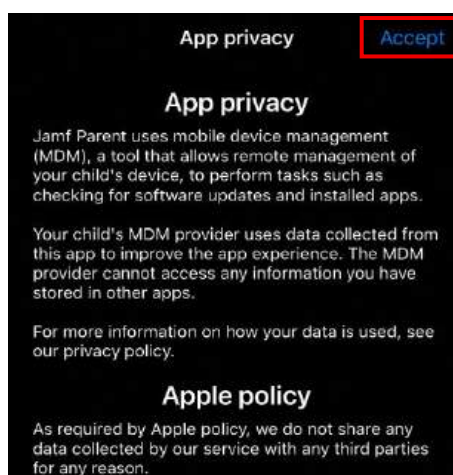 App privacy
Accept
App privacy
Jamf Parent uses mobile device management
(MDM), a tool that allows remote management of
your child's device, to perform tasks such as
checking for software updates and installed apps.
Your child's MDM provider uses data collected from
this app to improve the app experience. The MDM
provider cannot access any information you have
stored in other apps.
For more information on how your data is used, see
our privacy policy.
Apple policy
As required by Apple policy, we do not share any
data collected by our service with any third parties
for any reason.